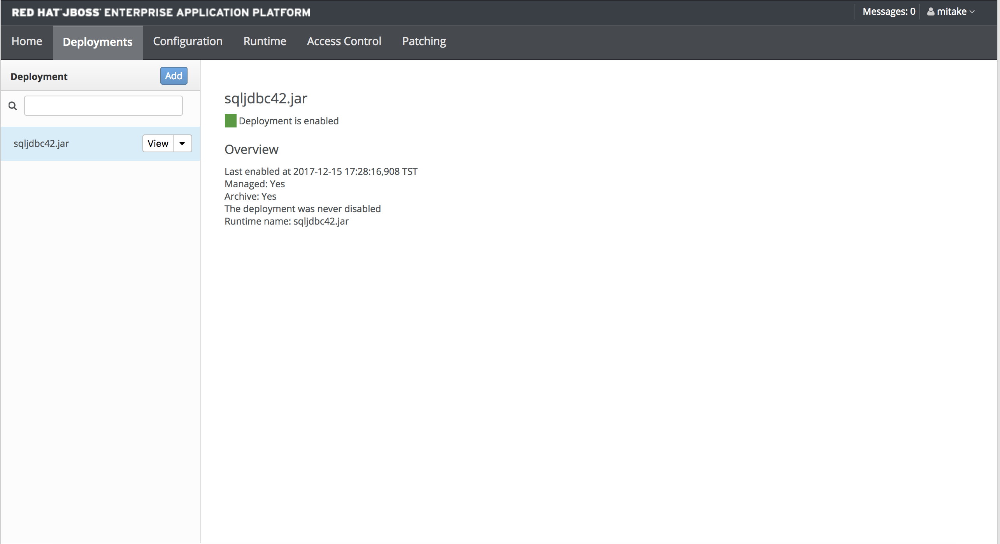 RED HAT JBOSS ENTERPRISE APPLICATION PLATFORM
Messages: 0
mitake
Home
Deployments
Configuration
Runtime
Access Control
Patching
Deployment
Add
sqljdbc42.jar
View
sqljdbc42.jar
Deployment is enabled
Overview
Last enabled at 2017-12-15 17:28:16,908 TST
Managed: Yes
Archive: Yes
The deployment was never disabled
Runtime name: sqljdbc42.jar